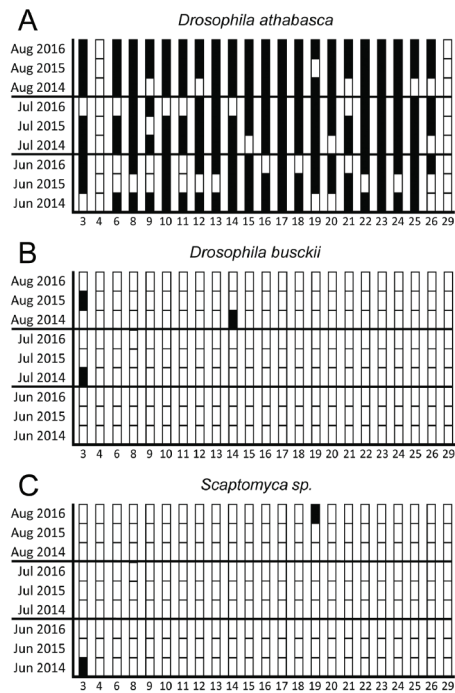 A
Drosophila athabasca
Aug 2016
Aug 2015
Aug 2014
Jul 2016
Jul 2015
Jul 2014
Jun 2016
Jun 2015
Jun 2014
3 4 6 8 9 10 11 12 13 14 15 16 17 18 19 20 21 22 23 24 25 26 29
B
Drosophila busckii
Aug 2016
Aug 2015
Aug 2014
Jul 2016
Jul 2015
Jul 2014
Jun 2016
Jun 2015
Jun 2014
3 4 6 8 9 10 11 12 13 14 15 16 17 18 19 20 21 22 23 24 25 26 29
C
Scaptomyca sp.
Aug 2016
Aug 2015
Aug 2014
Jul 2016
Jul 2015
Jul 2014
Jun 2016
Jun 2015
Jun 2014
3 4 6 8 9 10 11 12 13 14 15 16 17 18 19 20 21 22 23 24 25 26 29